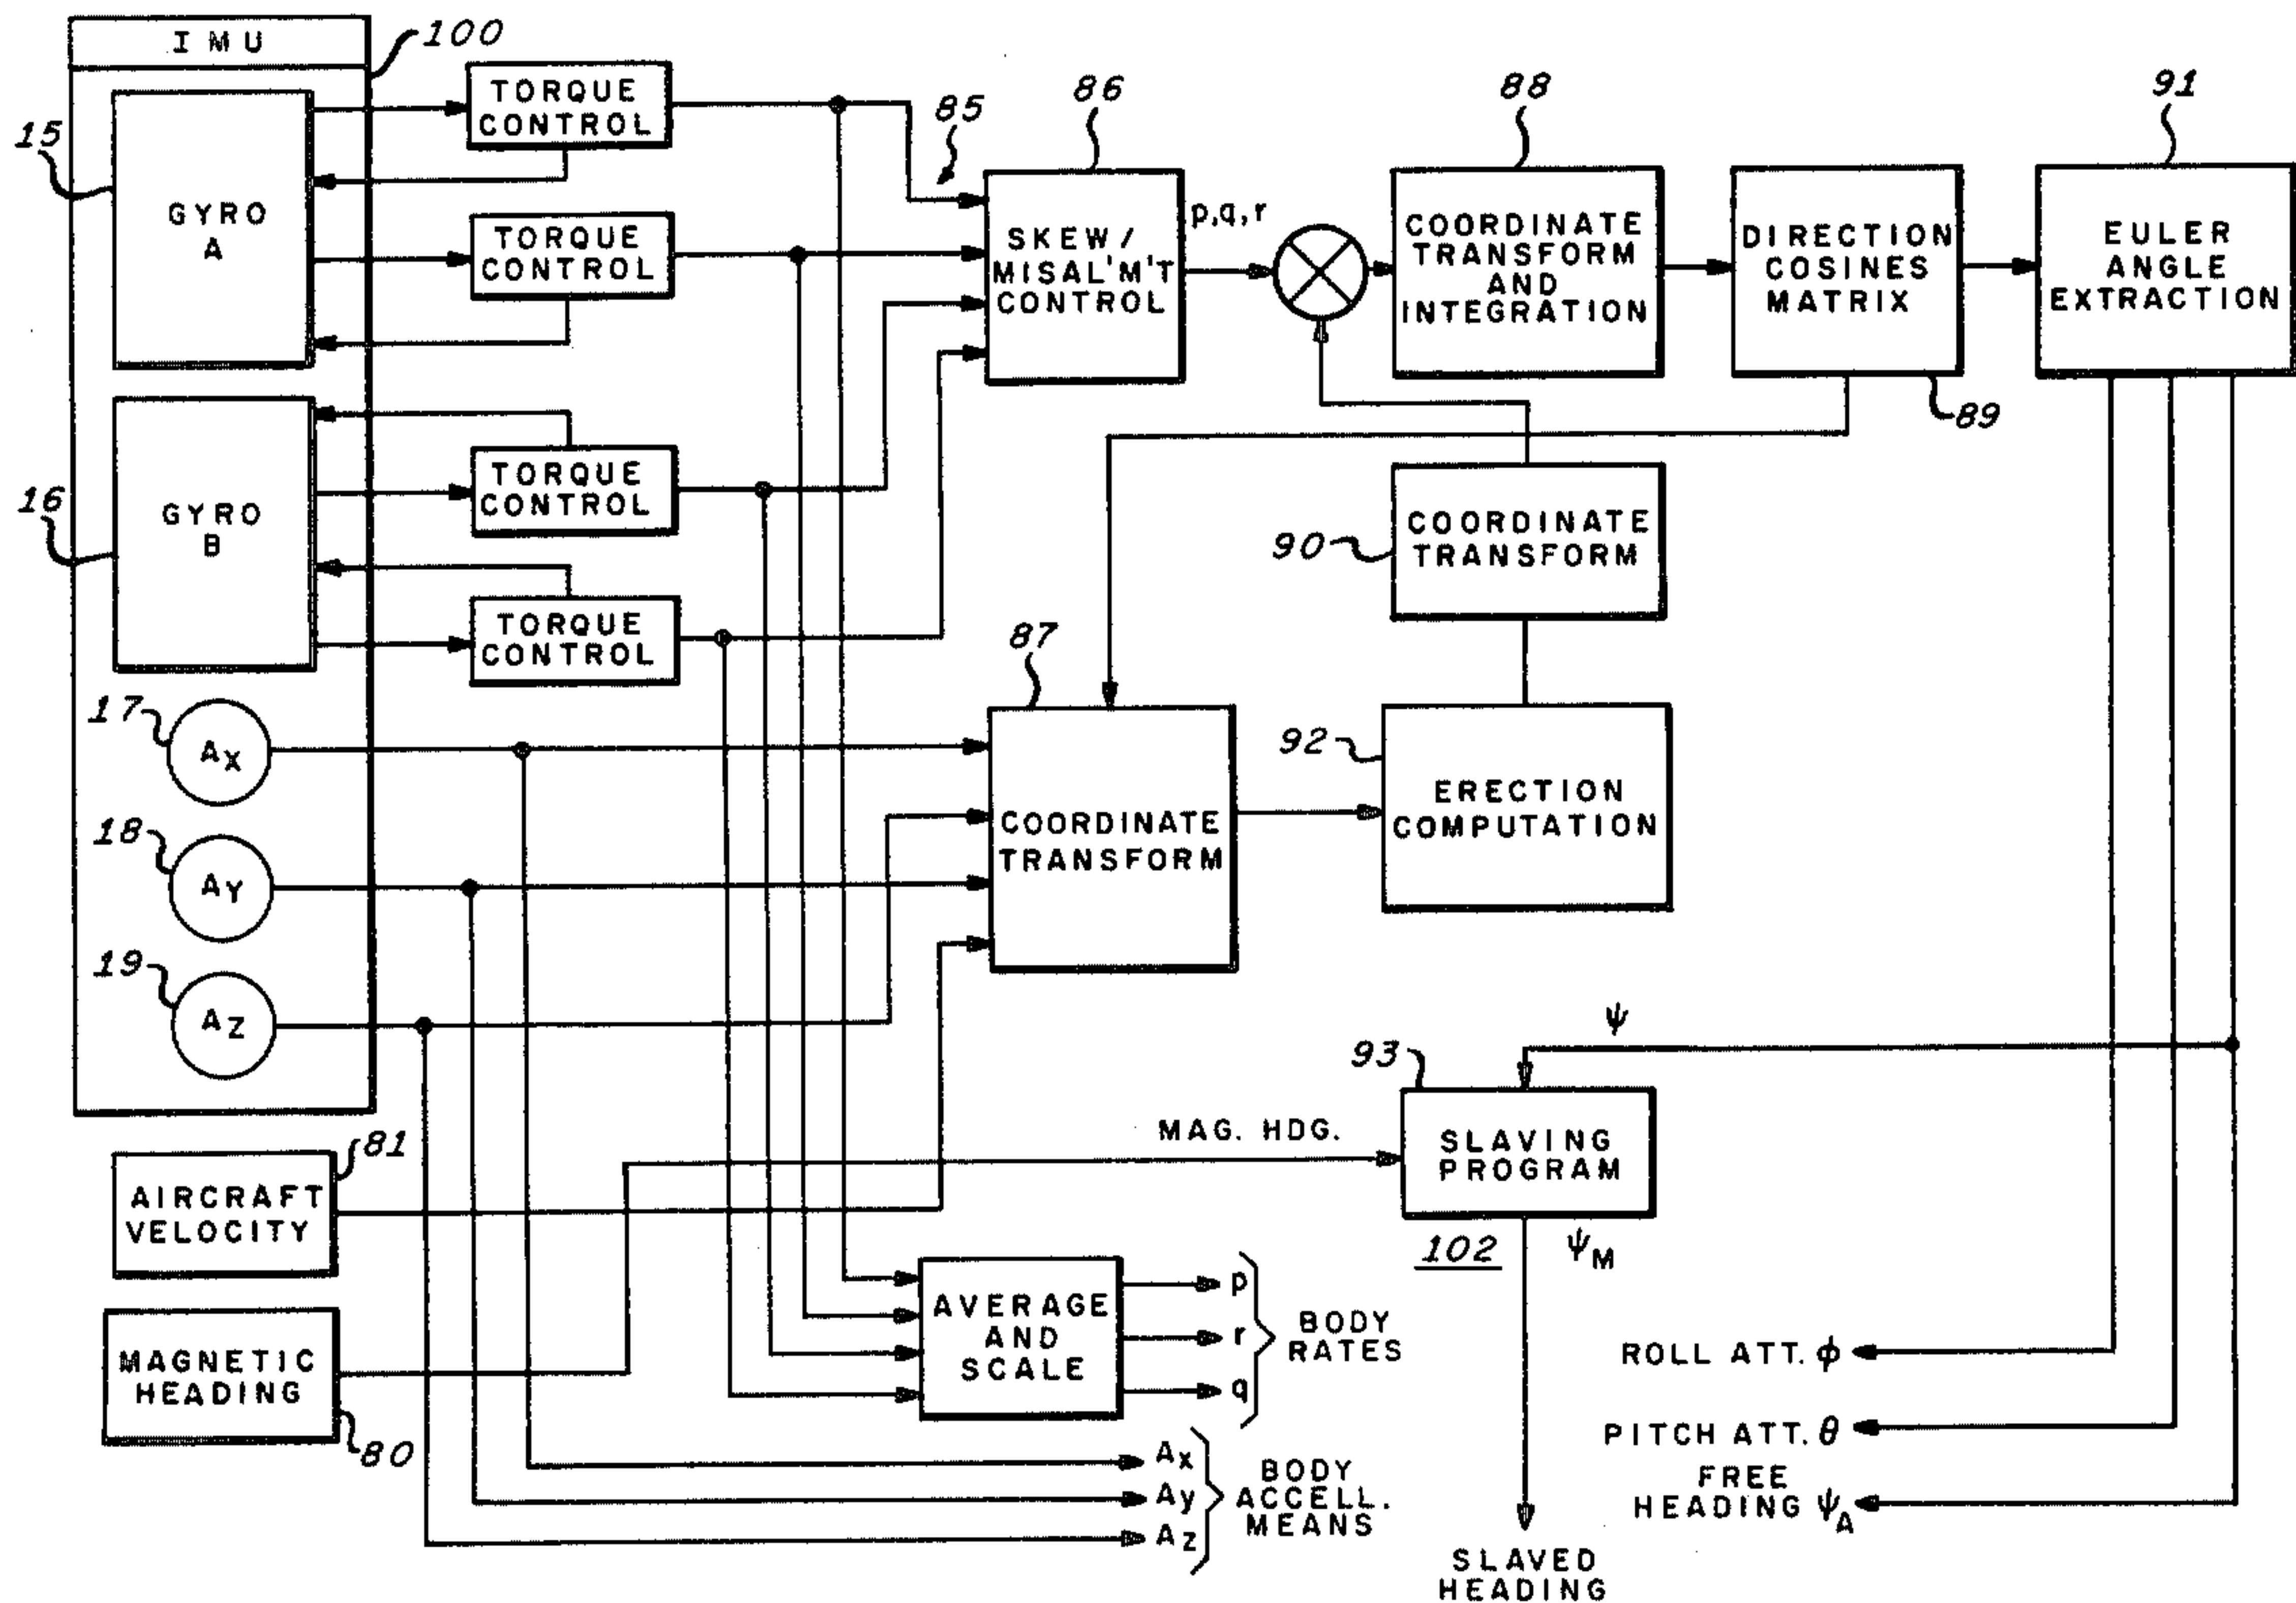 IMU
100
15
GYRO
A
16
GYRO
B
17
AX
18
AY
19
AZ
TORQUE
CONTROL
TORQUE
CONTROL
TORQUE
CONTROL
TORQUE
CONTROL
85
86
SKEW/
MISAL'M'T
CONTROL
p,q,r
88
COORDINATE
TRANSFORM
AND
INTEGRATION
DIRECTION
COSINES
MATRIX
89
91
EULER
ANGLE
EXTRACTION
90
COORDINATE
TRANSFORM
87
COORDINATE
TRANSFORM
92
ERECTION
COMPUTATION
ψ
93
SLAVING
PROGRAM
MAG. HDG.
102
ψM
81
AIRCRAFT
VELOCITY
MAGNETIC
HEADING
80
AVERAGE
AND
SCALE
p
r
q
BODY
RATES
Ax
Ay
Az
BODY
ACCELL.
MEANS
SLAVED
HEADING
ROLL ATT. ϕ
PITCH ATT. θ
FREE
HEADING ψA